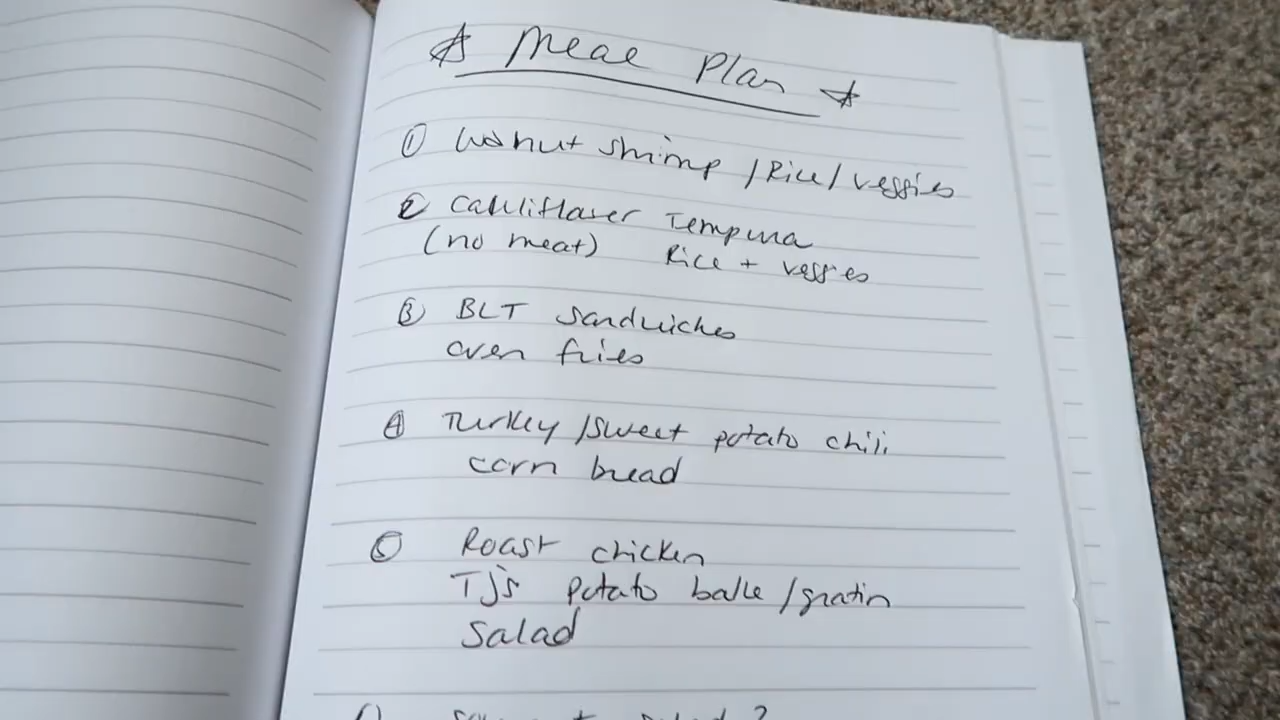 ☆ Meal Plan ☆
① Walnut shrimp / Rice / veggies
② Cauliflower Tempura
(no meat) Rice + veggies
③ BLT sandwiches
oven fries
④ Turkey / sweet potato chili
corn bread
⑤ Roast chicken
TJ's potato bake / gratin
Salad